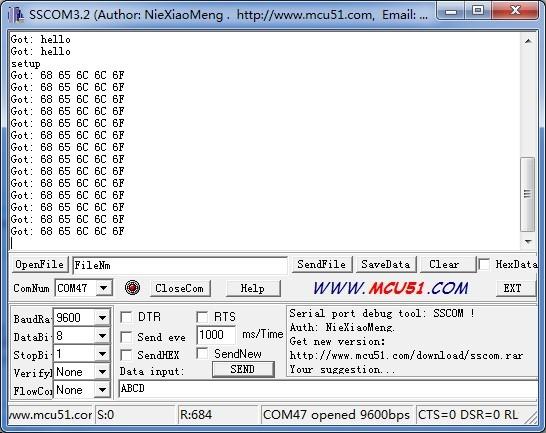 SSCOM3.2 (Author: NieXiaoMeng . http://www.mcu51.com, Email: ...
Got: hello
Got: hello
setup
Got: 68 65 6C 6C 6F
Got: 68 65 6C 6C 6F
Got: 68 65 6C 6C 6F
Got: 68 65 6C 6C 6F
Got: 68 65 6C 6C 6F
Got: 68 65 6C 6C 6F
Got: 68 65 6C 6C 6F
Got: 68 65 6C 6C 6F
Got: 68 65 6C 6C 6F
Got: 68 65 6C 6C 6F
Got: 68 65 6C 6C 6F
Got: 68 65 6C 6C 6F
Got: 68 65 6C 6C 6F
Got: 68 65 6C 6C 6F
OpenFile FileNm SendFile SaveData Clear HexData
ComNum COM47 CloseCom Help WWW.MCU51.COM EXT
BaudRa 9600 DTR RTS
DataBi 8 Send eve 1000 ms/Time
StopBi 1 SendHEX SendNew
Verify None Data input: SEND
FlowCon None ABCD
Serial port debug tool: SSCOM !
Auth: NieXiaoMeng.
Get new version:
http://www.mcu51.com/download/sscom.rar
Your suggestion...
www.mcu51.cor S:0 R:684 COM47 opened 9600bps CTS=0 DSR=0 RL